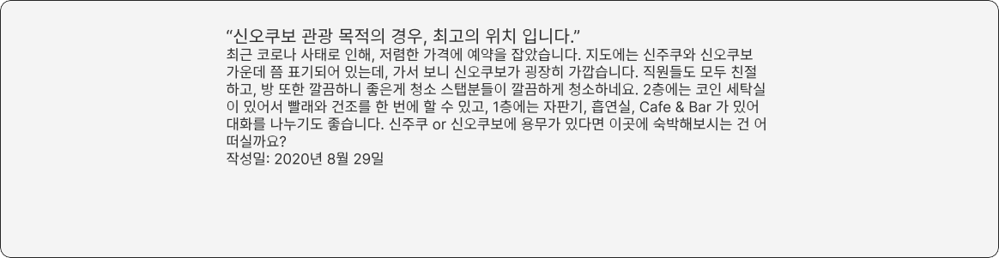 “신오쿠보 관광 목적의 경우, 최고의 위치 입니다.”
최근 코로나 사태로 인해, 저렴한 가격에 예약을 잡았습니다. 지도에는 신주쿠와 신오쿠보
가운데 쯤 표기되어 있는데, 가서 보니 신오쿠보가 굉장히 가깝습니다. 직원들도 모두 친절
하고, 방 또한 깔끔하니 좋은게 청소 스탭분들이 깔끔하게 청소하네요. 2층에는 코인 세탁실
이 있어서 빨래와 건조를 한 번에 할 수 있고, 1층에는 자판기, 흡연실, Cafe & Bar 가 있어
대화를 나누기도 좋습니다. 신주쿠 or 신오쿠보에 용무가 있다면 이곳에 숙박해보시는 건 어
떠실까요?
작성일: 2020년 8월 29일